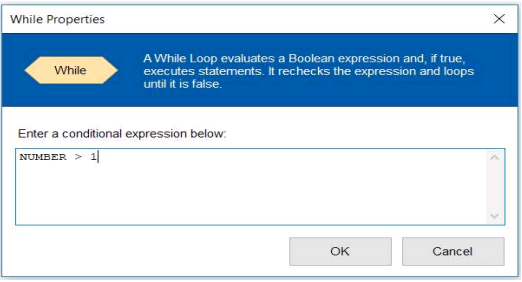 While Properties
While
A While Loop evaluates a Boolean expression and, if true,
executes statements. It rechecks the expression and loops
until it is false.
Enter a conditional expression below:
NUMBER > 1
OK
Cancel